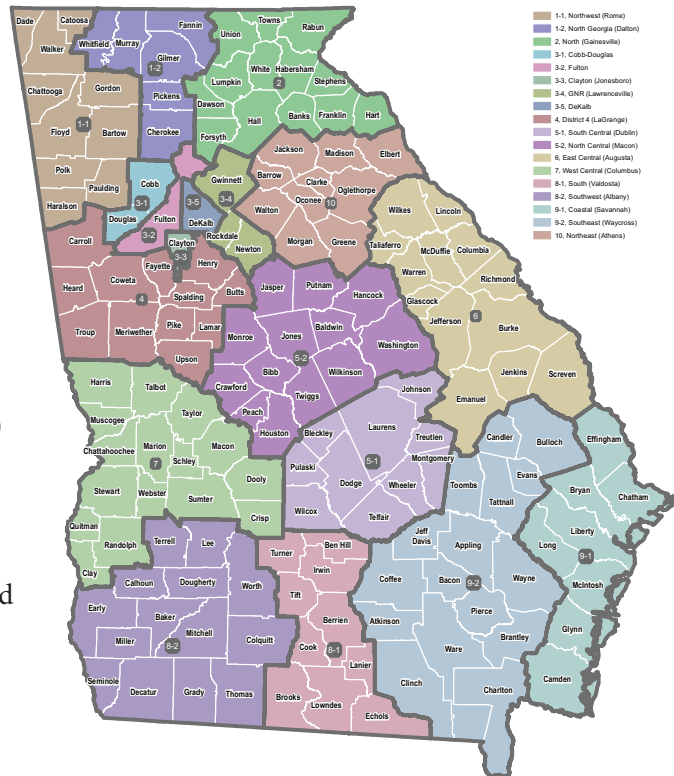 1-1, Northwest (Rome)
1-2, North Georgia (Dalton)
2, North (Gainesville)
3-1, Cobb-Douglas
3-2, Fulton
3-3, Clayton (Jonesboro)
3-4, GNR (Lawrenceville)
3-5, DeKalb
4, District 4 (LaGrange)
5-1, South Central (Dublin)
5-2, North Central (Macon)
6, East Central (Augusta)
7, West Central (Columbus)
8-1, South (Valdosta)
8-2, Southwest (Albany)
9-1, Coastal (Savannah)
9-2, Southeast (Waycross)
10, Northeast (Athens)
Dade
Catoosa
Walker
Chattooga
Gordon
1-1
Floyd
Bartow
Polk
Paulding
Haralson
Whitfield
Murray
Fannin
Gilmer
1-2
Pickens
Cherokee
Towns
Rabun
Union
White
Habersham
Lumpkin
2
Stephens
Dawson
Hall
Banks
Franklin
Hart
Forsyth
Cobb
3-1
Douglas
Fulton
3-2
3-5
DeKalb
Gwinnett
3-4
Rockdale
Newton
Clayton
3-3
Jackson
Madison
Elbert
Barrow
Clarke
Oglethorpe
Oconee
10
Walton
Morgan
Greene
Carroll
Fayette
Henry
Heard
Coweta
4
Spalding
Butts
Troup
Meriwether
Pike
Lamar
Upson
Wilkes
Lincoln
Taliaferro
McDuffie
Columbia
Warren
Richmond
Glascock
Jefferson
6
Burke
Jenkins
Screven
Emanuel
Jasper
Putnam
Hancock
Monroe
Jones
Baldwin
5-2
Washington
Bibb
Wilkinson
Crawford
Twiggs
Peach
Houston
Johnson
Laurens
Bleckley
Treutlen
5-1
Montgomery
Pulaski
Dodge
Wheeler
Wilcox
Telfair
Harris
Talbot
Taylor
Muscogee
Chattahoochee
Marion
7
Macon
Schley
Dooly
Stewart
Webster
Sumter
Crisp
Quitman
Randolph
Clay
Terrell
Lee
Calhoun
Dougherty
Worth
Early
Baker
Mitchell
Miller
8-2
Colquitt
Seminole
Decatur
Grady
Thomas
Turner
Ben Hill
Irwin
Tift
Berrien
Cook
8-1
Lanier
Brooks
Lowndes
Echols
Candler
Bulloch
Toombs
Evans
Tattnall
Jeff
Davis
Appling
Coffee
Bacon
9-2
Wayne
Atkinson
Pierce
Brantley
Ware
Clinch
Charlton
Effingham
Bryan
Chatham
Liberty
Long
9-1
McIntosh
Glynn
Camden
)
d